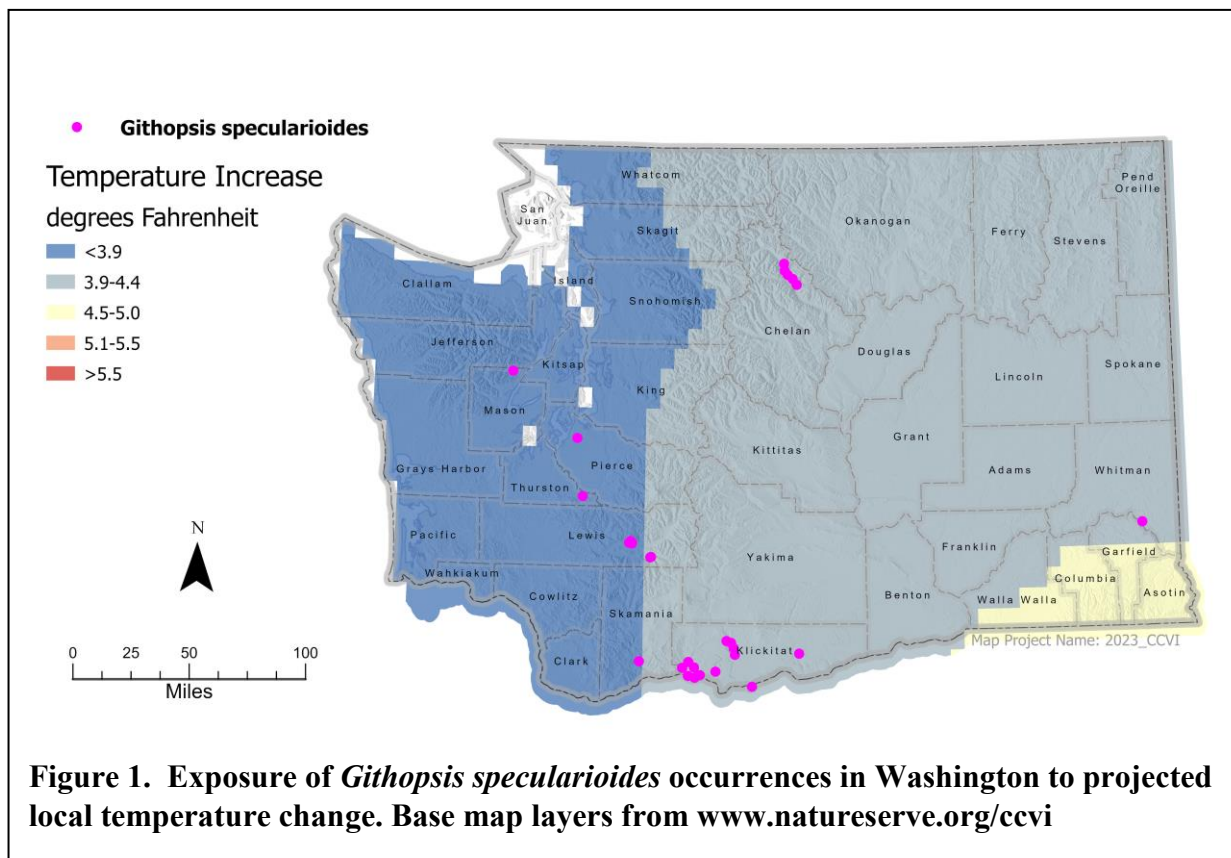 Githopsis specularioides
Temperature Increase
degrees Fahrenheit
<3.9
3.9-4.4
4.5-5.0
5.1-5.5
>5.5
N
0 25 50 100
Miles
Whatcom
Pend
Oreille
San
Juan
Okanogan
Ferry
Stevens
Skagit
Island
Clallam
Snohomish
Chelan
Jefferson
Douglas
Kitsap
Spokane
Lincoln
King
Mason
Grant
Kittitas
Grays Harbor
Pierce
Adams
Whitman
Thurston
Pacific
Lewis
Franklin
Garfield
Yakima
Columbia
Wahkiakum
Cowlitz
Benton
Walla Walla
Asotin
Skamania
Klickitat
Clark
Map Project Name: 2023_CCVI
Figure 1. Exposure of Githopsis specularioides occurrences in Washington to projected
local temperature change. Base map layers from www.natureserve.org/ccvi